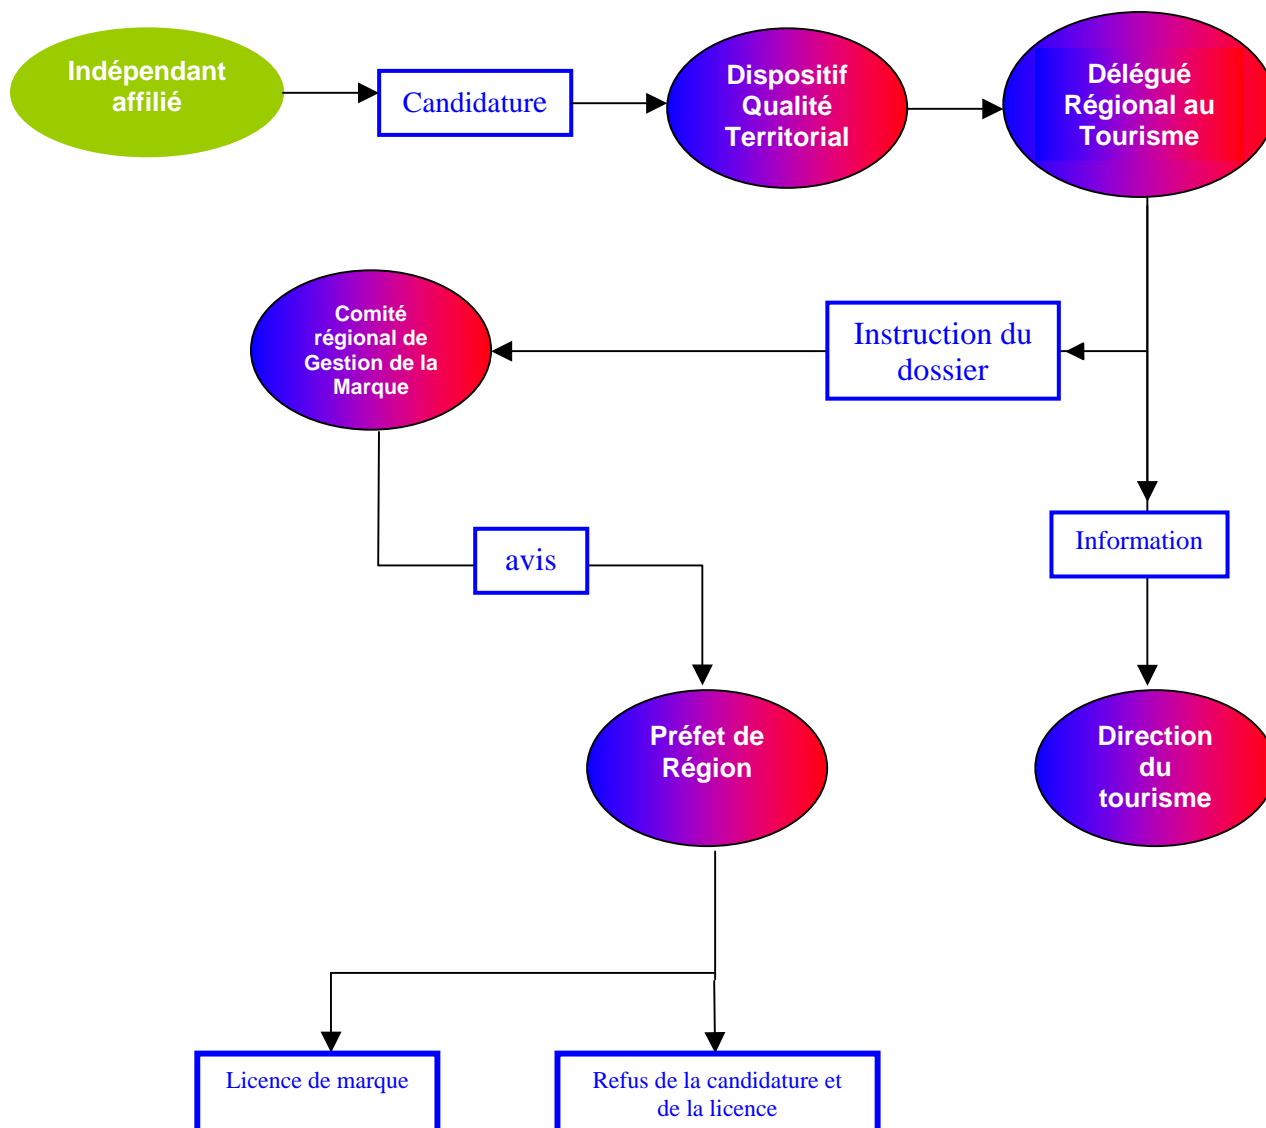 Indépendant
affilié
Candidature
Dispositif
Qualité
Territorial
Délégué
Régional au
Tourisme
Comité
régional de
Gestion de la
Marque
Instruction du
dossier
avis
Information
Préfet de
Région
Direction
du
tourisme
Licence de marque
Refus de la candidature et
de la licence